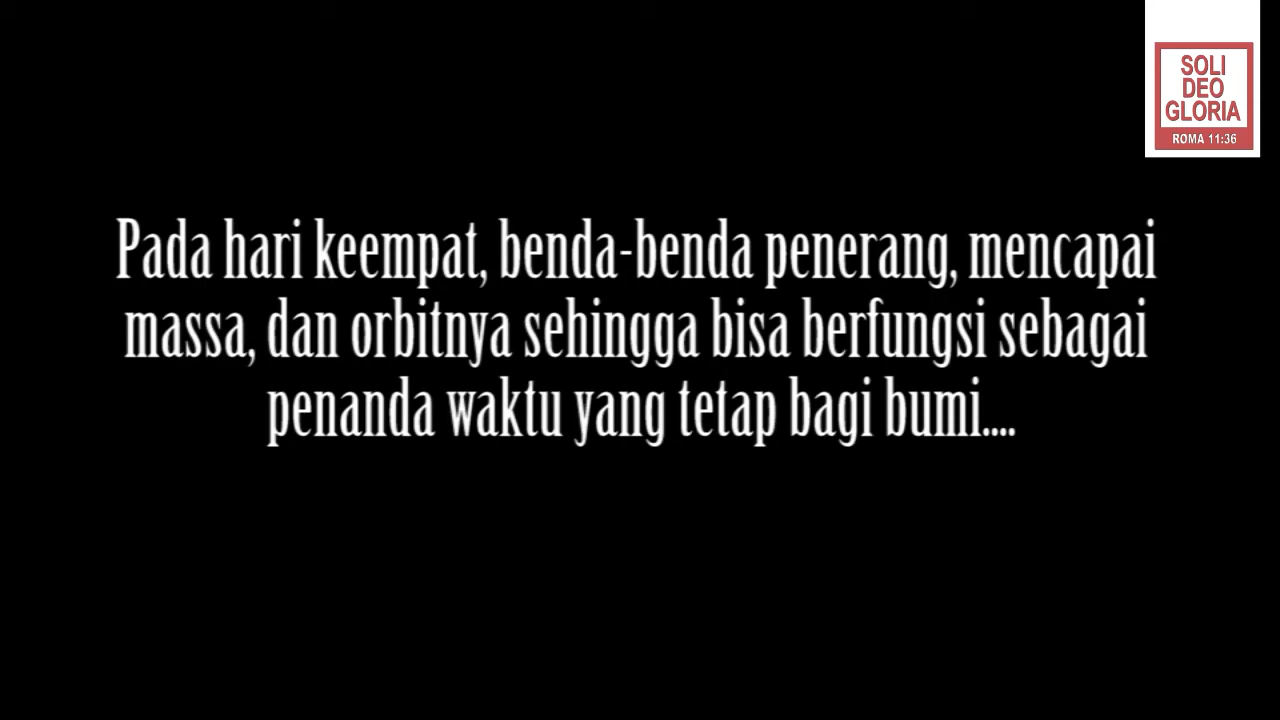 SOLI
DEO
GLORIA
ROMA 11:36
Pada hari keempat, benda-benda penerang, mencapai
massa, dan orbitnya sehingga bisa berfungsi sebagai
penanda waktu yang tetap bagi bumi....